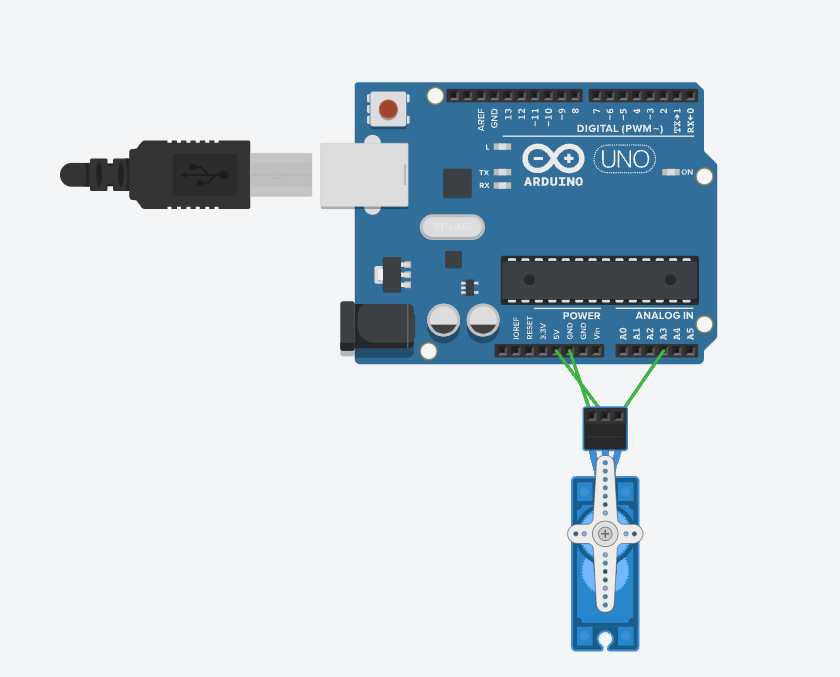 AREF
GND
13
12
~11
~10
~9
8
7
~6
~5
4
~3
2
TX→1
RX←0
DIGITAL (PWM~)
L
TX
RX
UNO
ARDUINO
ON
POWER
ANALOG IN
IOREF
RESET
3.3V
5V
GND
GND
Vin
A0
A1
A2
A3
A4
A5